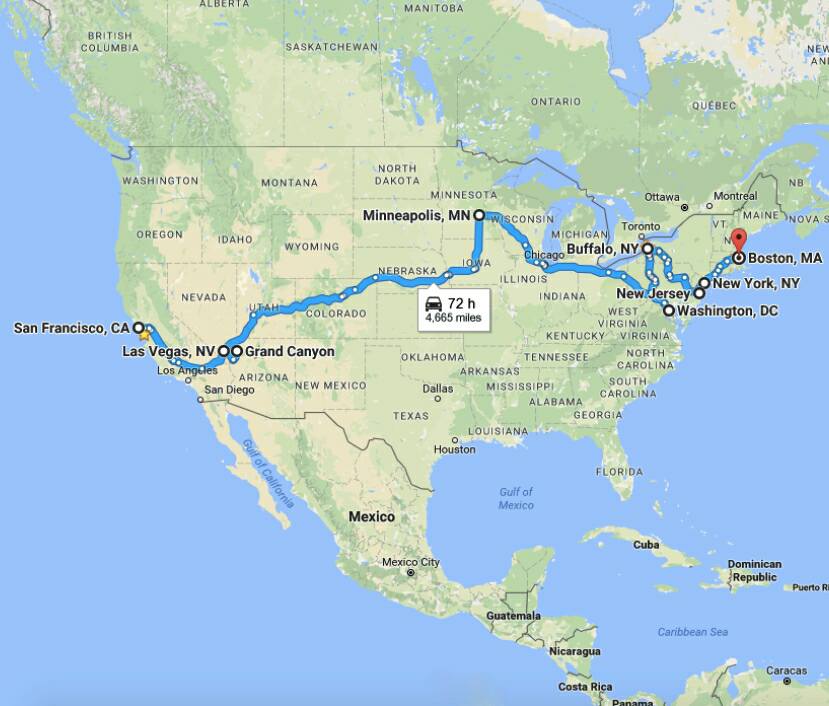 ALBERTA
MANITOBA
BRITISH
COLUMBIA
SASKATCHEWAN
ONTARIO
QUÉBEC
WASHINGTON
MONTANA
NORTH
DAKOTA
MINNESOTA
Ottawa
Montreal
NB
MAINE
NOVA S
VT.
Minneapolis, MN
WISCONSIN
OREGON
IDAHO
WYOMING
MICHIGAN
Toronto
Buffalo, NY
Boston, MA
Chicago
IOWA
NEBRASKA
New York, NY
New Jersey
ILLINOIS
INDIANA
NEVADA
UTAH
COLORADO
72 h
4,665 miles
WEST
VIRGINIA
Washington, DC
San Francisco, CA
KENTUCKY
VIRGINIA
Las Vegas, NV
Grand Canyon
OKLAHOMA
TENNESSEE
NORTH
CAROLINA
Los Angeles
ARIZONA
NEW MEXICO
ARKANSAS
MISSISSIPPI
SOUTH
CAROLINA
San Diego
Dallas
ALABAMA
GEORGIA
TEXAS
LOUISIANA
Houston
FLORIDA
Gulf of California
Gulf of
Mexico
Mexico
Cuba
Mexico City
Dominican
Republic
Puerto Ri
Guatemala
Caribbean Sea
Nicaragua
Caracas
Costa Rica
Panama